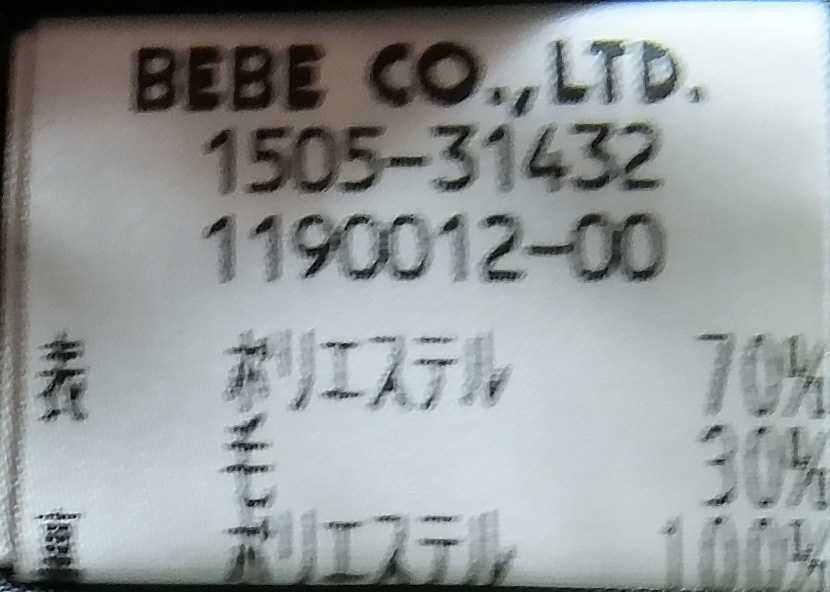 BEBE CO.,LTD.
1505-31432
1190012-00
表 ポリエステル 70%
毛 30%
裏 ポリエステル 100%